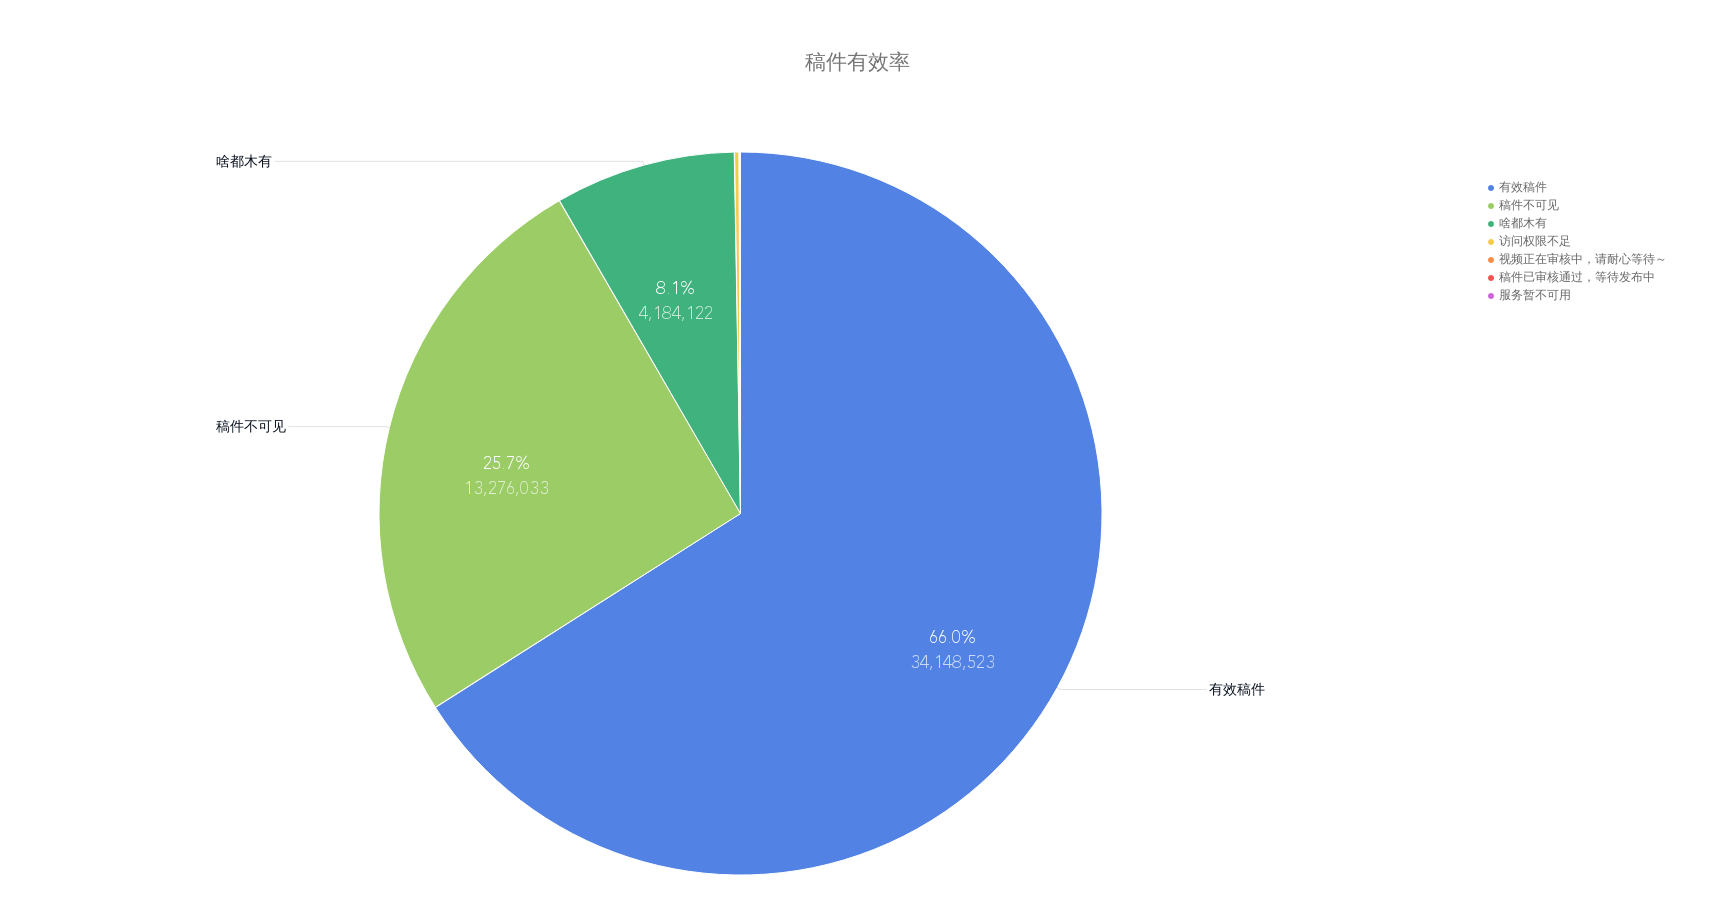 稿件有效率
啥都木有
8.1%
4,184,122
稿件不可见
25.7%
13,276,033
66.0%
34,148,523
有效稿件
有效稿件
稿件不可见
啥都木有
访问权限不足
视频正在审核中，请耐心等待～
稿件已审核通过，等待发布中
服务暂不可用